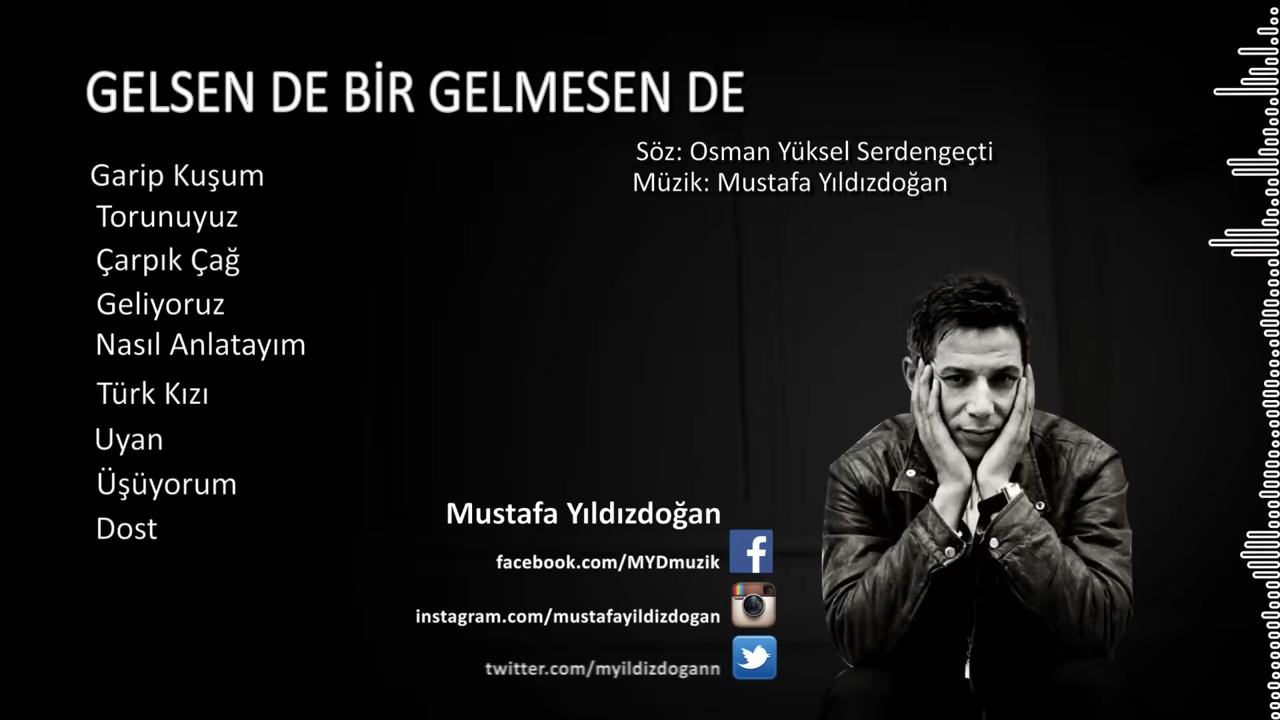 GELSEN DE BİR GELMESEN DE
Söz: Osman Yüksel Serdengeçti
Müzik: Mustafa Yıldızdoğan
Garip Kuşum
Torunuyuz
Çarpık Çağ
Geliyoruz
Nasıl Anlatayım
Türk Kızı
Uyan
Üşüyorum
Dost
Mustafa Yıldızdoğan
facebook.com/MYDmuzik
instagram.com/mustafayildizdogan
twitter.com/myildizdogann